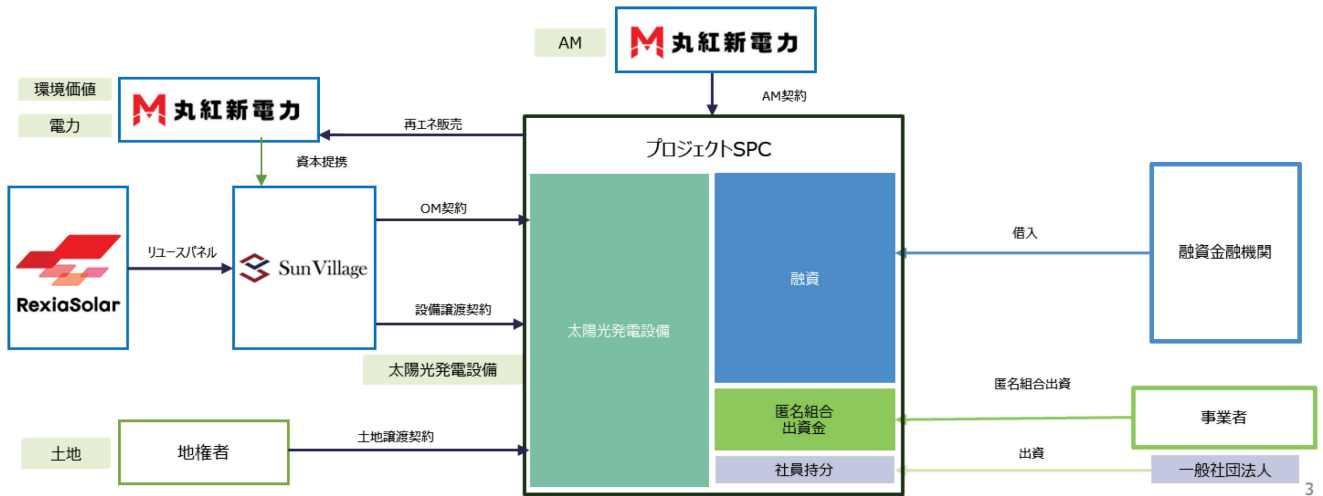 AM
丸紅新電力
AM契約
環境価値
電力
丸紅新電力
再エネ販売
資本提携
プロジェクトSPC
RexiaSolar
リユースパネル
Sun Village
OM契約
設備譲渡契約
太陽光発電設備
太陽光発電設備
融資
借入
融資金融機関
匿名組合
出資金
匿名組合出資
事業者
土地
地権者
土地譲渡契約
社員持分
出資
一般社団法人
3